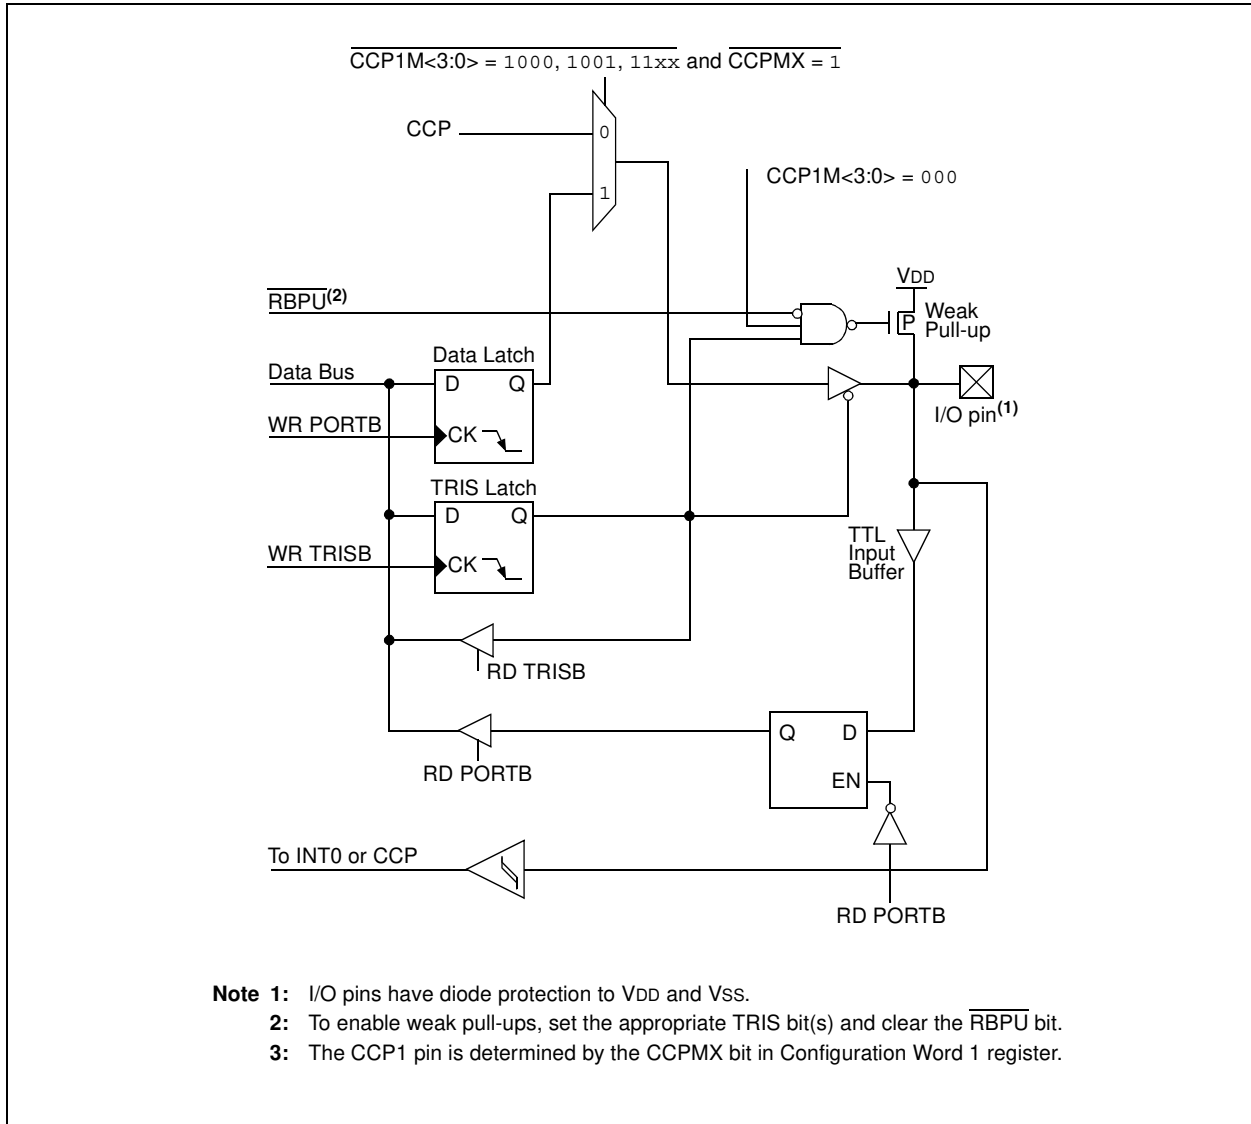 CCP1M<3:0> = 1000, 1001, 11xx and CCPMX = 1
CCP
0
1
CCP1M<3:0> = 000
VDD
RBPU(2)
P
Weak
Pull-up
Data Latch
Data Bus
D
Q
I/O pin(1)
WR PORTB
CK
TRIS Latch
D
Q
TTL
Input
Buffer
WR TRISB
CK
RD TRISB
Q
D
RD PORTB
EN
To INT0 or CCP
RD PORTB
Note 1: I/O pins have diode protection to VDD and VSS.
2: To enable weak pull-ups, set the appropriate TRIS bit(s) and clear the RBPU bit.
3: The CCP1 pin is determined by the CCPMX bit in Configuration Word 1 register.